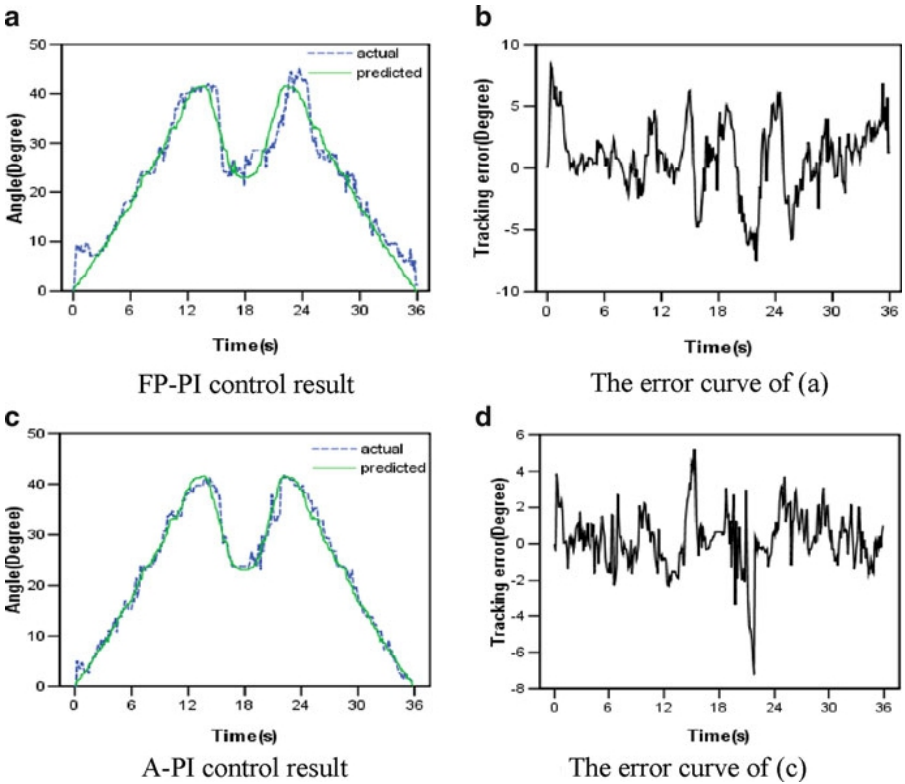 a
50
40
30
20
10
0
Angle(Degree)
actual
predicted
0 6 12 18 24 30 36
Time(s)
FP-PI control result
b
10
5
0
-5
-10
Tracking error(Degree)
0 6 12 18 24 30 36
Time(s)
The error curve of (a)
c
50
40
30
20
10
0
Angle(Degree)
actual
predicted
0 6 12 18 24 30 36
Time(s)
A-PI control result
d
6
4
2
0
-2
-4
-6
-8
Tracking error(Degree)
0 6 12 18 24 30 36
Time(s)
The error curve of (c)